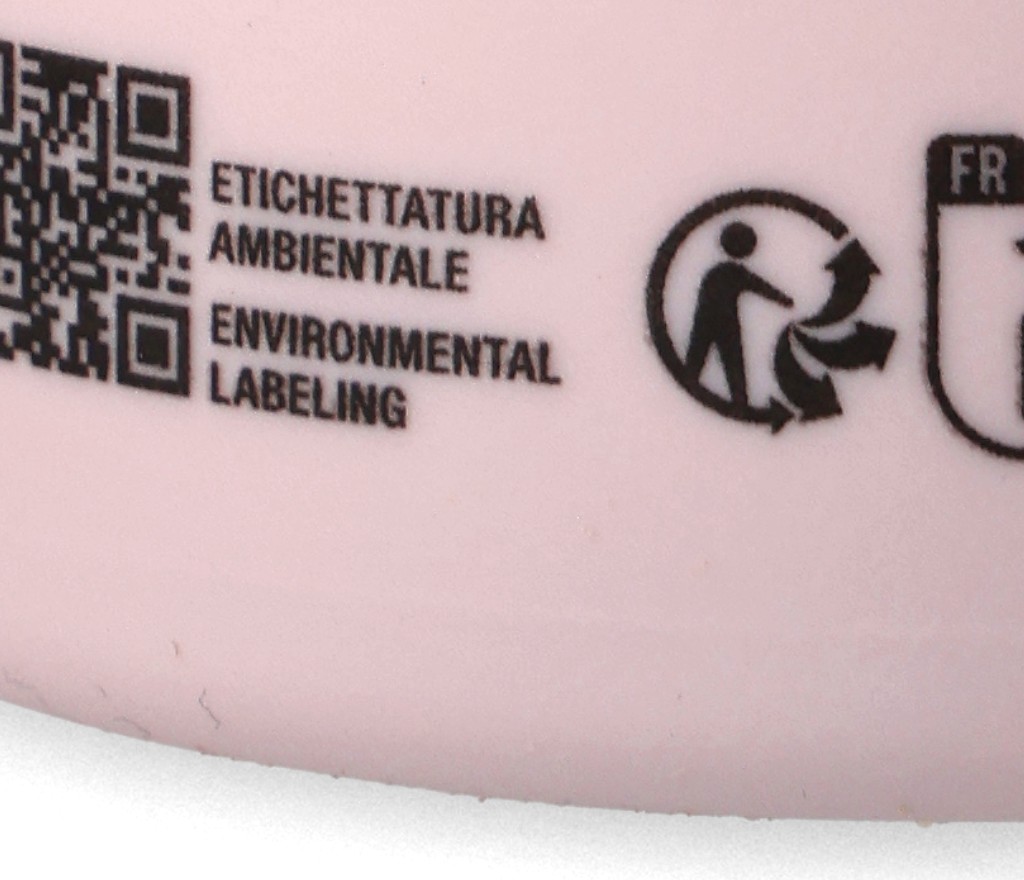 ETICHETTATURA
AMBIENTALE
ENVIRONMENTAL
LABELING
FR